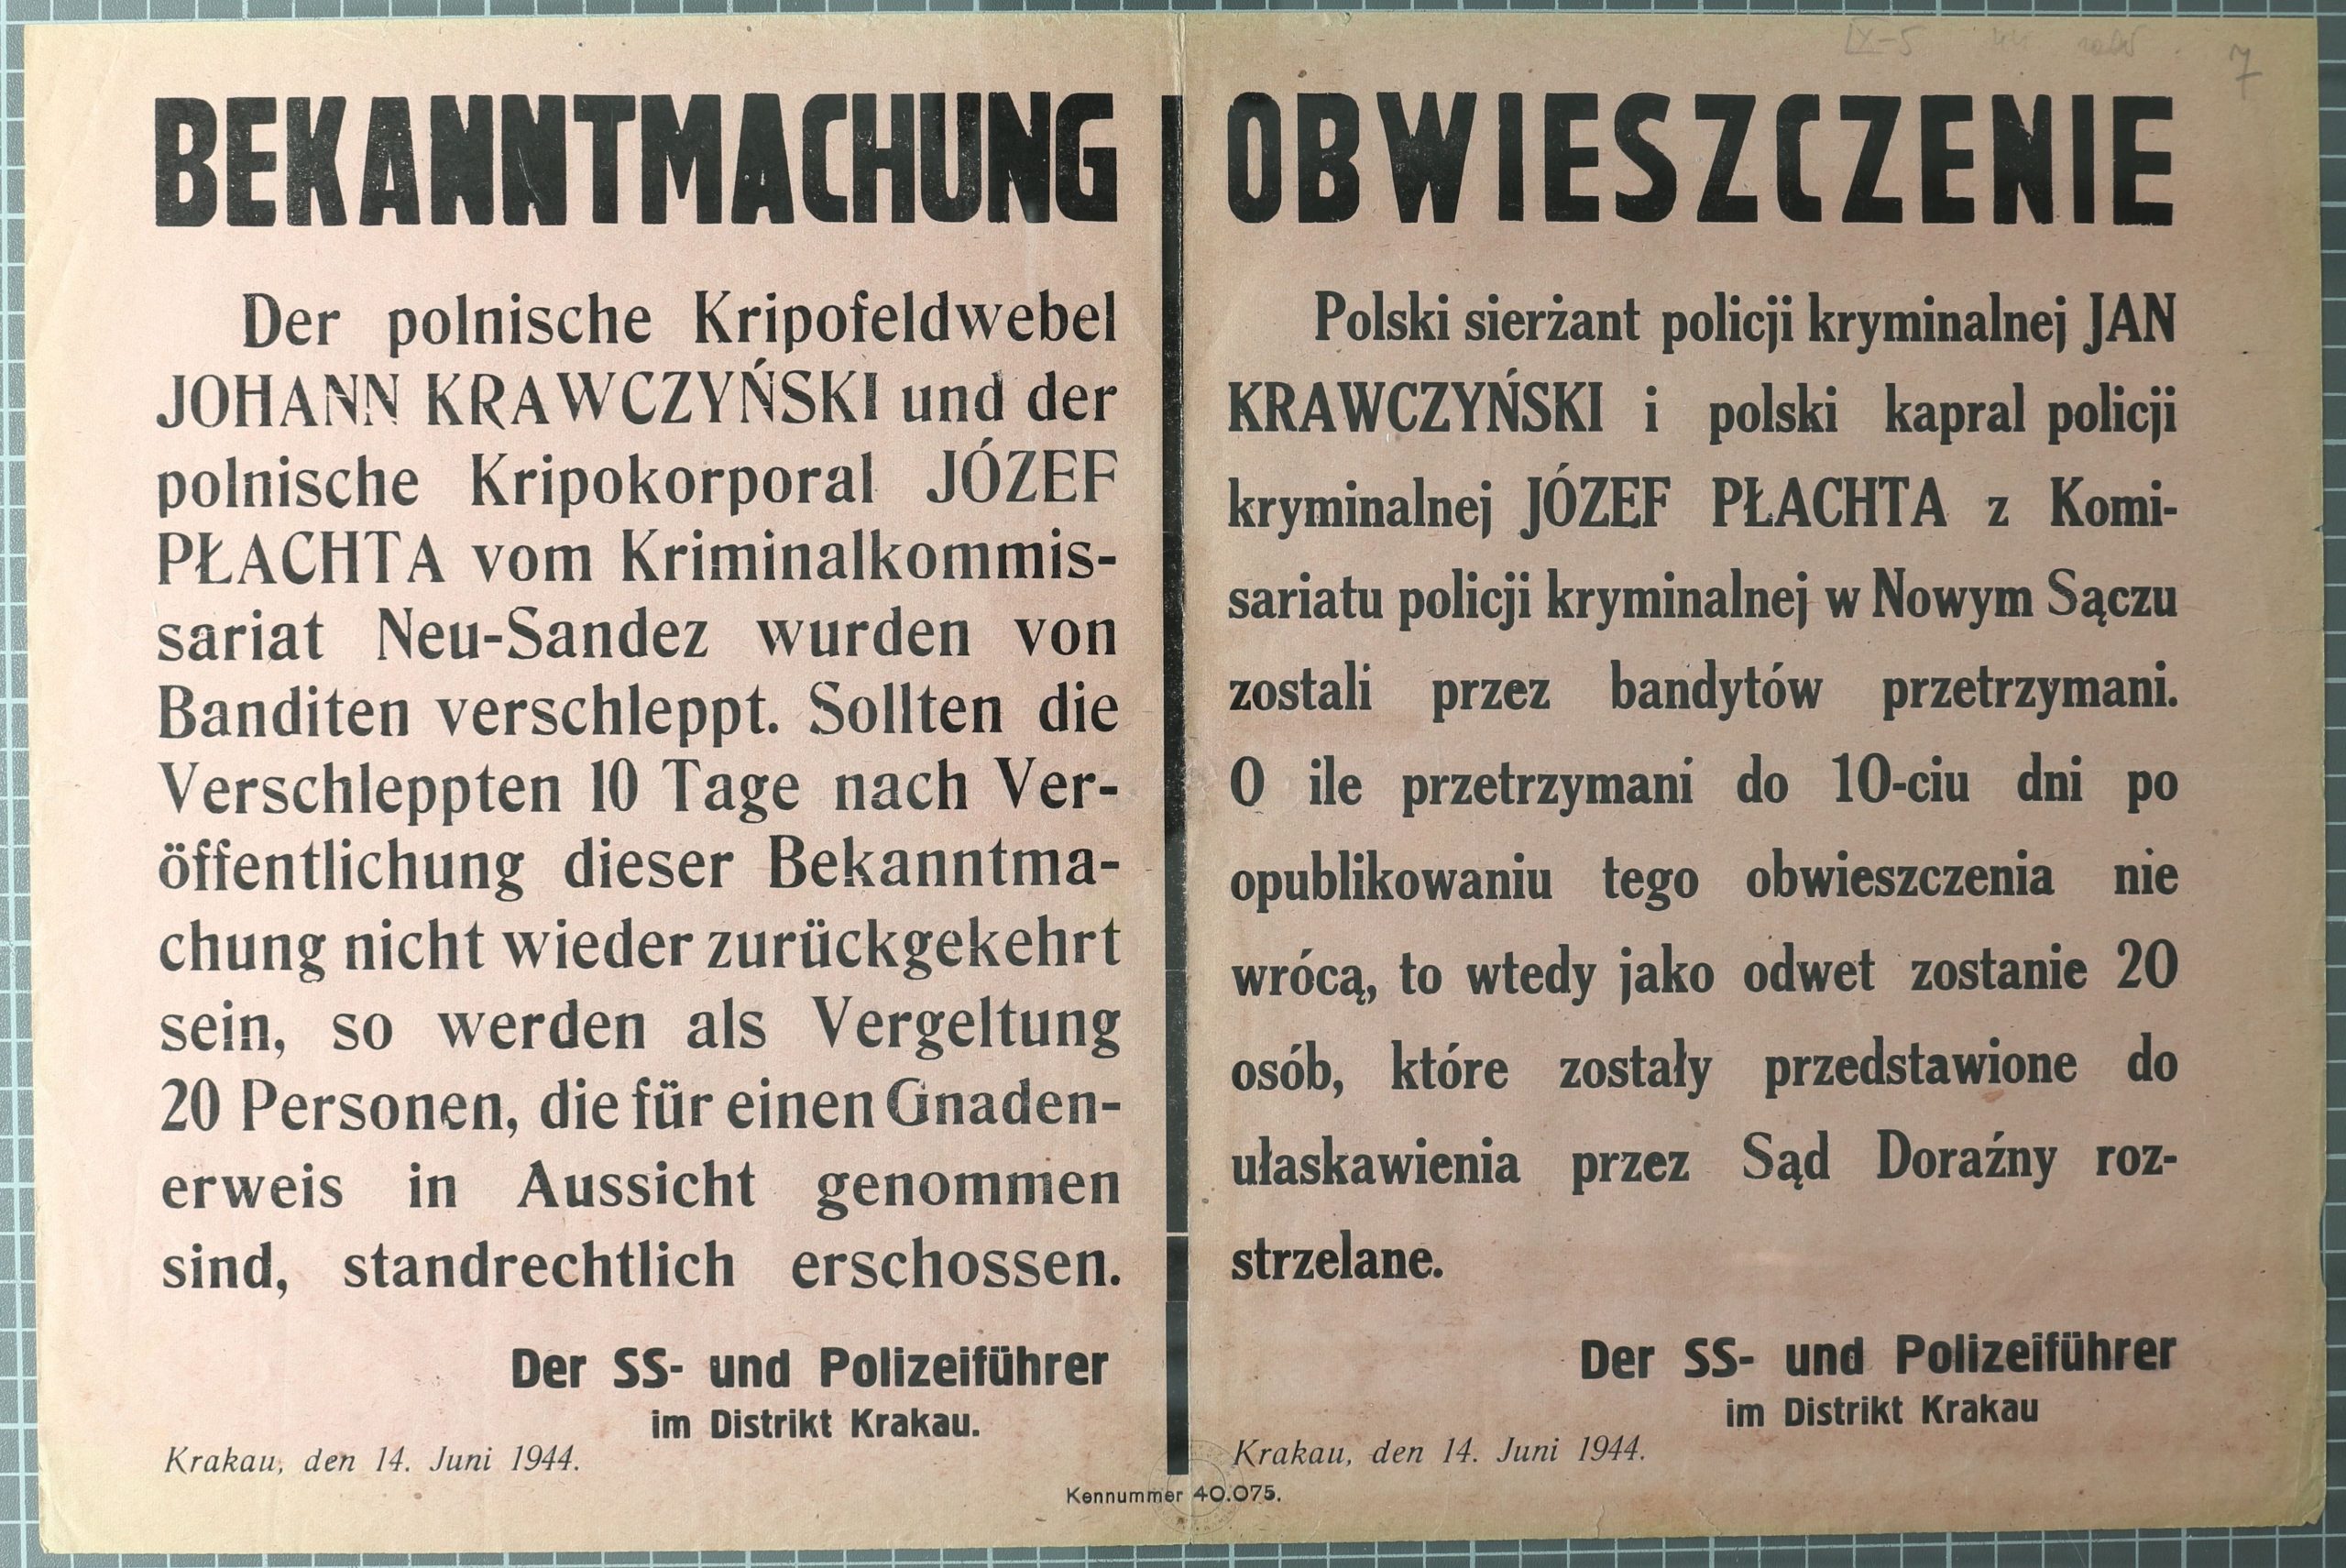 BEKANNTMACHUNG
Der polnische Kripofeldwebel
JOHANN KRAWCZYŃSKI und der
polnische Kripokorporal JÓZEF
PŁACHTA vom Kriminalkommis-
sariat Neu-Sandez wurden von
Banditen verschleppt. Sollten die
Verschleppten 10 Tage nach Ver-
öffentlichung dieser Bekanntma-
chung nicht wieder zurückgekehrt
sein, so werden als Vergeltung
20 Personen, die für einen Gnaden-
erweis in Aussicht genommen
sind, standrechtlich erschossen.
Der SS- und Polizeiführer
im Distrikt Krakau.
Krakau, den 14. Juni 1944.
OBWIESZCZENIE
Polski sierżant policji kryminalnej JAN
KRAWCZYŃSKI i polski kapral policji
kryminalnej JÓZEF PŁACHTA z Komi-
sariatu policji kryminalnej w Nowym Sączu
zostali przez bandytów przetrzymani.
O ile przetrzymani do 10-ciu dni po
opublikowaniu tego obwieszczenia nie
wrócą, to wtedy jako odwet zostanie 20
osób, które zostały przedstawione do
ułaskawienia przez Sąd Doraźny roz-
strzelane.
Der SS- und Polizeiführer
im Distrikt Krakau
Krakau, den 14. Juni 1944.
Kennummer 40.075.
IX-5
7